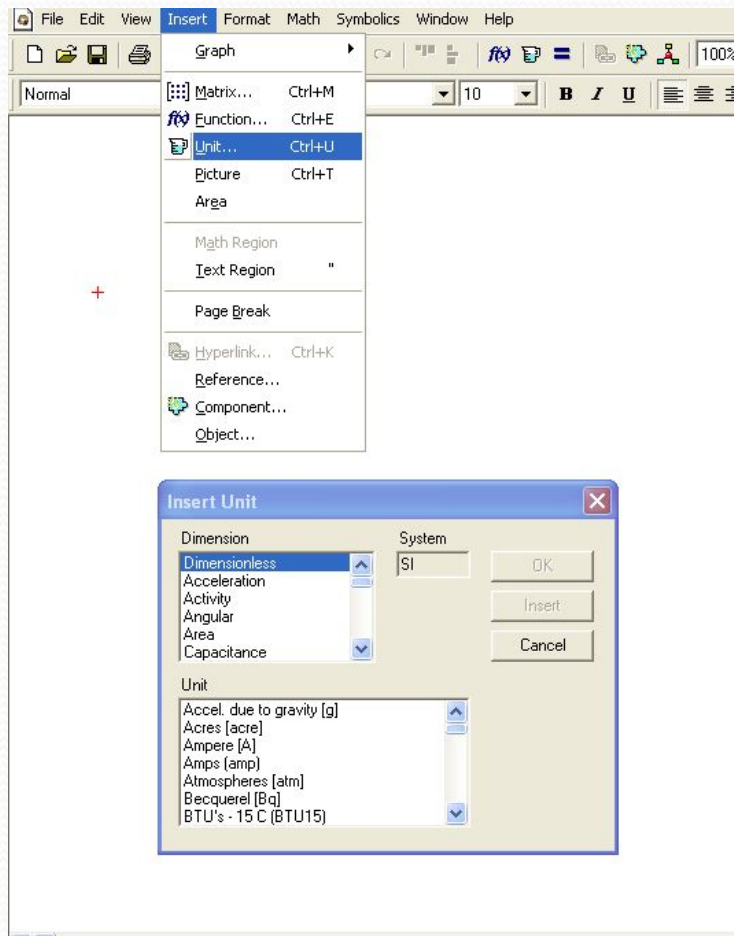 File Edit View Insert Format Math Symbolics Window Help
f(x) = 100%
Normal 10 B I U
Graph
Matrix... Ctrl+M
f(x) Function... Ctrl+E
Unit... Ctrl+U
Picture Ctrl+T
Area
Math Region
Text Region "
Page Break
Hyperlink... Ctrl+K
Reference...
Component...
Object...
Insert Unit
Dimension System
Dimensionless SI OK
Acceleration
Activity Insert
Angular
Area Cancel
Capacitance
Unit
Accel. due to gravity [g]
Acres [acre]
Ampere [A]
Amps (amp)
Atmospheres [atm]
Becquerel [Bq]
BTU's - 15 C (BTU15)